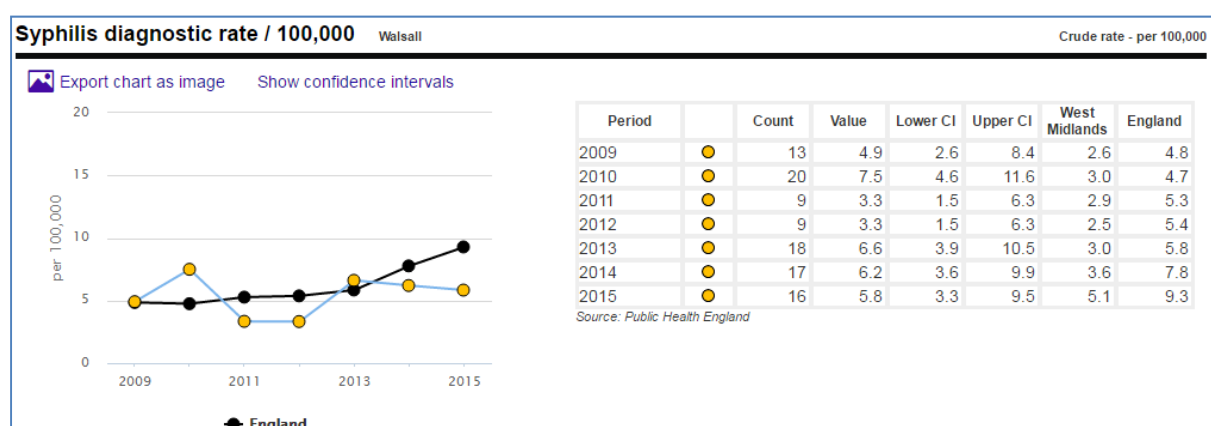 Syphilis diagnostic rate / 100,000 Walsall Crude rate - per 100,000
Export chart as image Show confidence intervals
20
15
10
5
0
per 100,000
2009 2011 2013 2015
England
Period Count Value Lower CI Upper CI West Midlands England
2009 13 4.9 2.6 8.4 2.6 4.8
2010 20 7.5 4.6 11.6 3.0 4.7
2011 9 3.3 1.5 6.3 2.9 5.3
2012 9 3.3 1.5 6.3 2.5 5.4
2013 18 6.6 3.9 10.5 3.0 5.8
2014 17 6.2 3.6 9.9 3.6 7.8
2015 16 5.8 3.3 9.5 5.1 9.3
Source: Public Health England